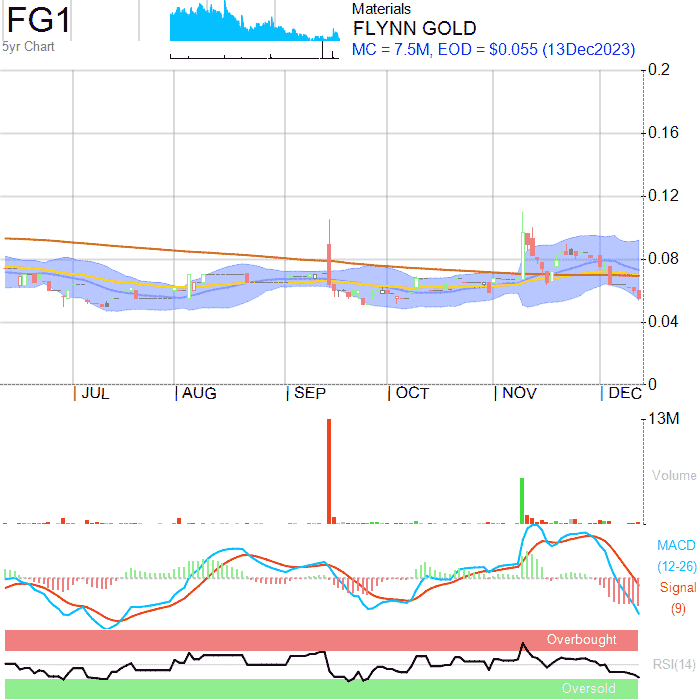 FG1
5yr Chart
Materials
FLYNN GOLD
MC = 7.5M, EOD = $0.055 (13Dec2023)
0.2
0.16
0.12
0.08
0.04
0
JUL AUG SEP OCT NOV DEC
13M
Volume
MACD
(12-26)
Signal
(9)
Overbought
RSI(14)
Oversold